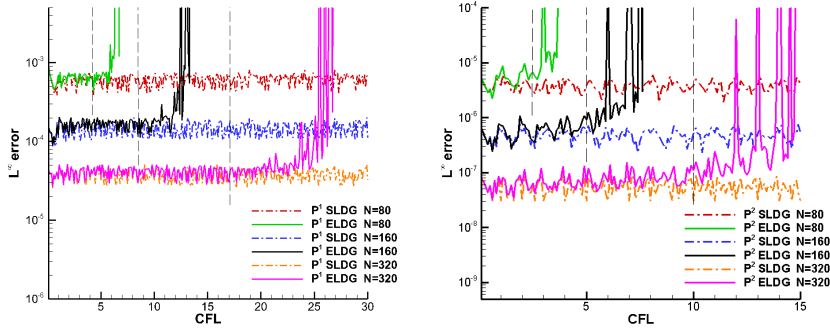 10⁻³
10⁻⁴
10⁻⁵
10⁻⁶
L^∞ error
5
10
15
20
25
30
CFL
P¹ SLDG N=80
P¹ ELDG N=80
P¹ SLDG N=160
P¹ ELDG N=160
P¹ SLDG N=320
P¹ ELDG N=320
10⁻⁴
10⁻⁵
10⁻⁶
10⁻⁷
10⁻⁸
10⁻⁹
L^∞ error
5
10
15
CFL
P² SLDG N=80
P² ELDG N=80
P² SLDG N=160
P² ELDG N=160
P² SLDG N=320
P² ELDG N=320